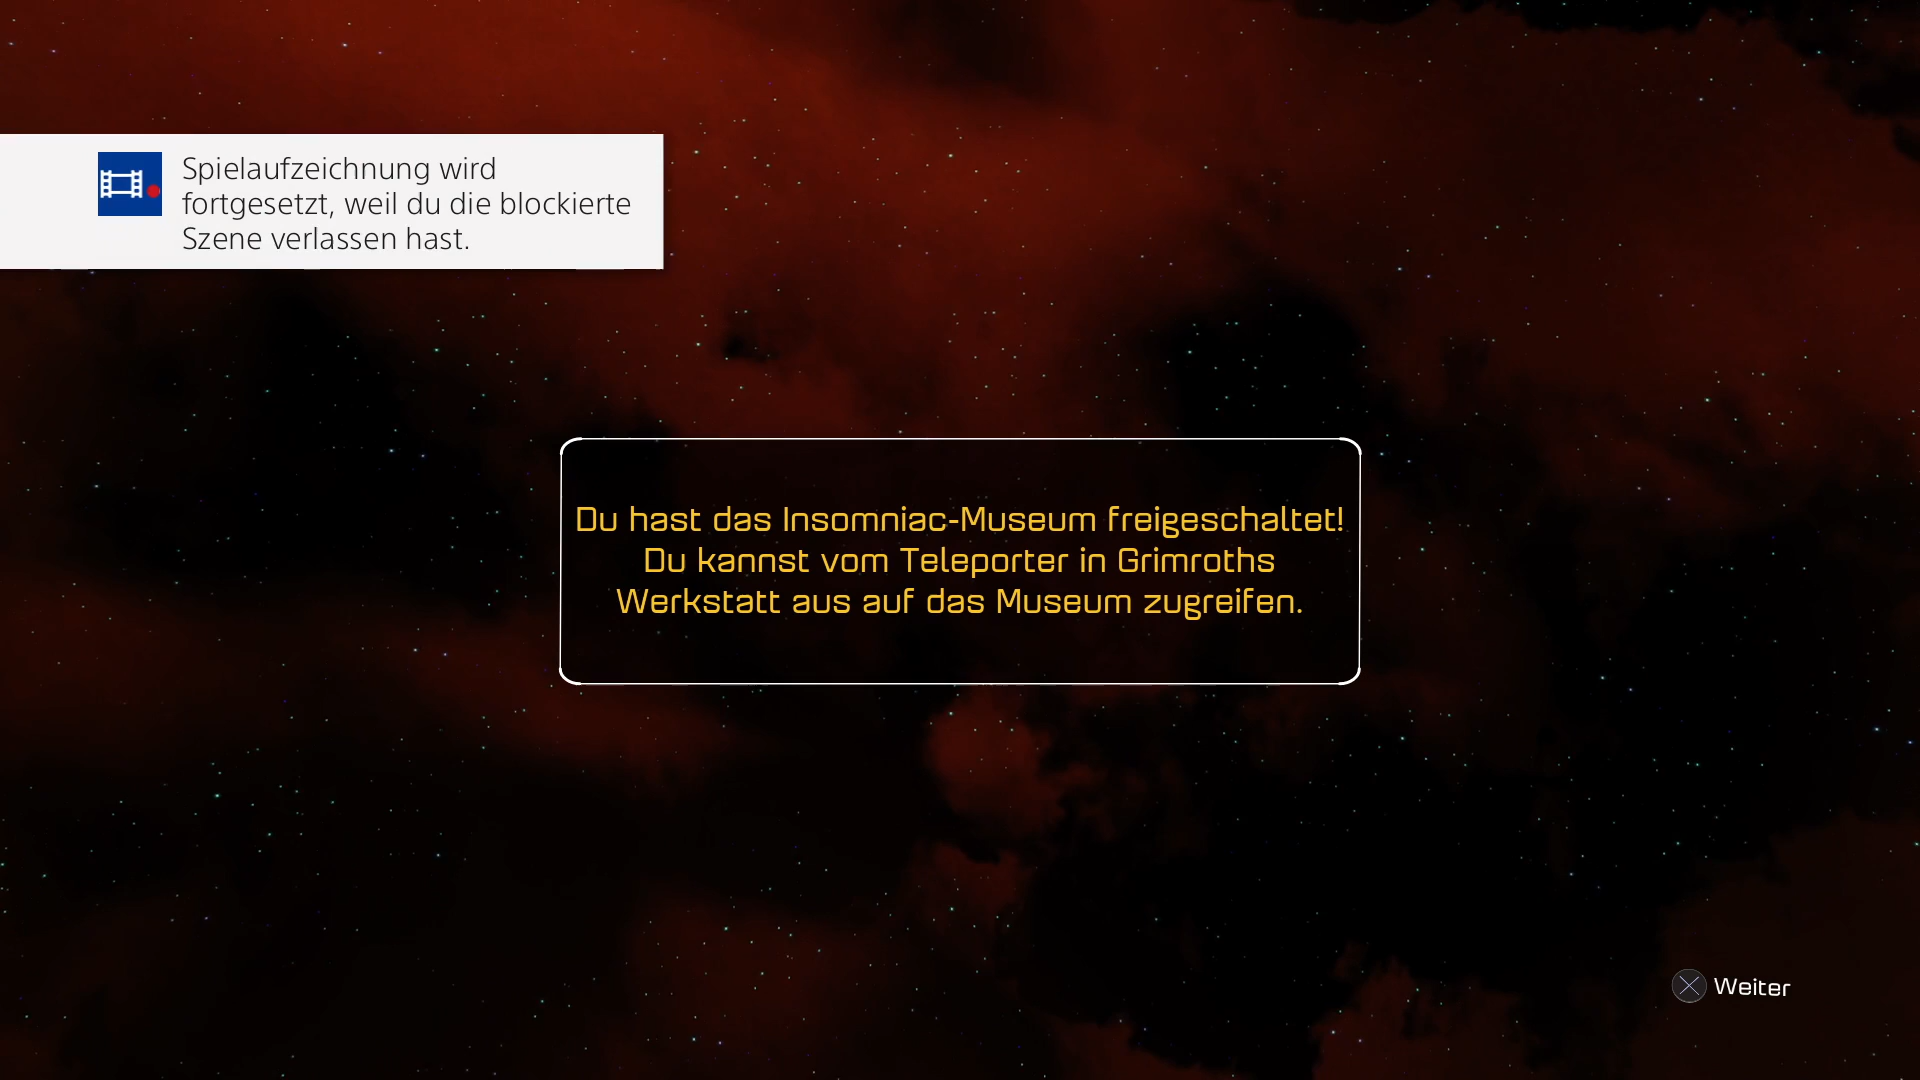 Spielaufzeichnung wird
fortgesetzt, weil du die blockierte
Szene verlassen hast.
Du hast das Insomniac-Museum freigeschaltet!
Du kannst vom Teleporter in Grimroths
Werkstatt aus auf das Museum zugreifen.
Weiter